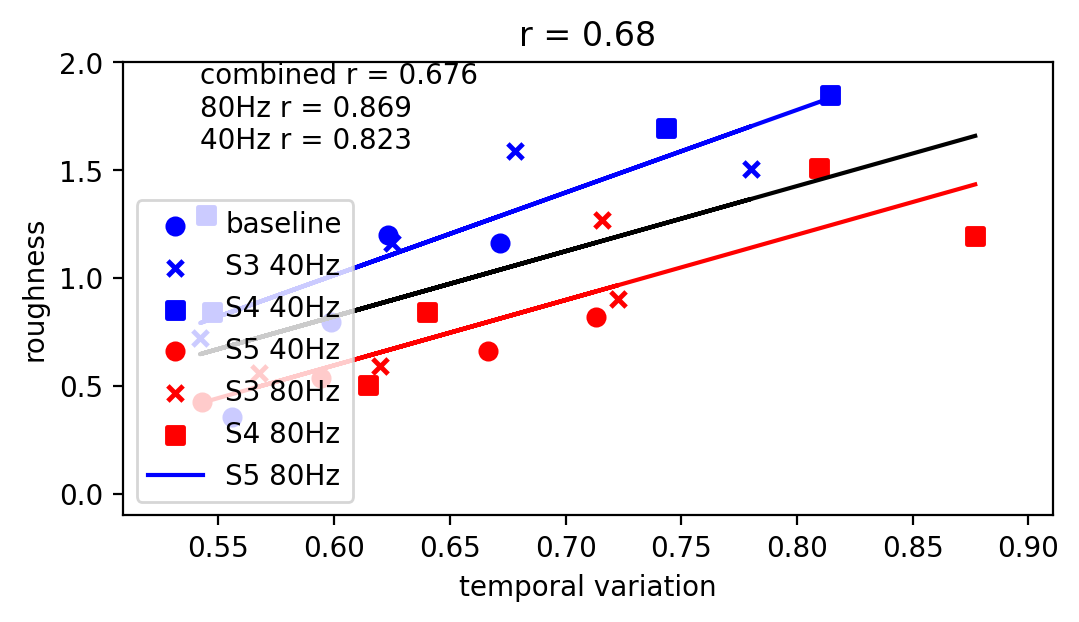 r = 0.68
combined r = 0.676
80Hz r = 0.869
40Hz r = 0.823
2.0
1.5
1.0
0.5
0.0
roughness
baseline
S3 40Hz
S4 40Hz
S5 40Hz
S3 80Hz
S4 80Hz
S5 80Hz
0.55 0.60 0.65 0.70 0.75 0.80 0.85 0.90
temporal variation